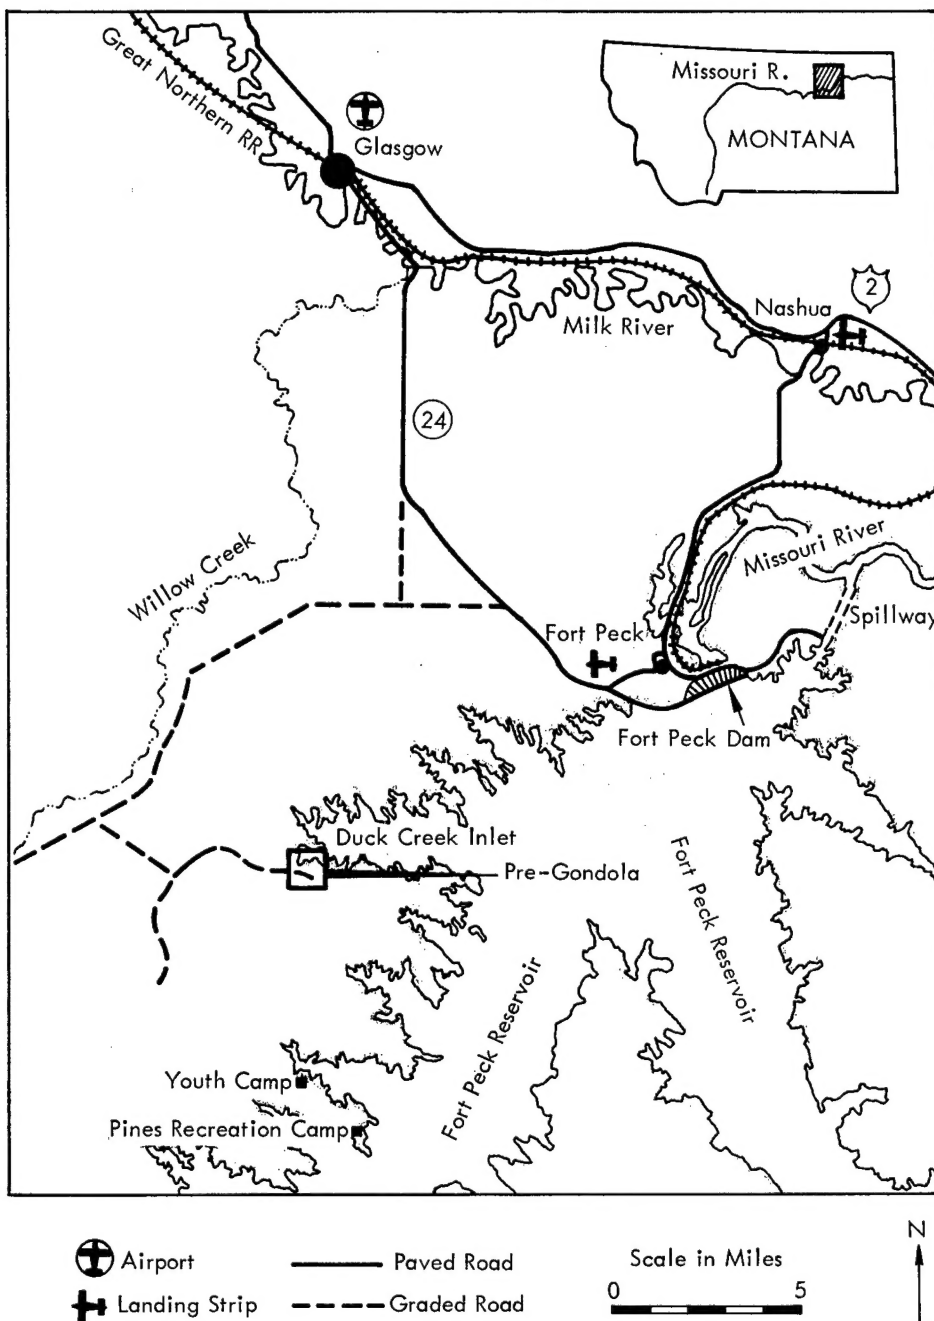 Great Northern RR
Glasgow
Missouri R.
MONTANA
Nashua
2
Milk River
24
Willow Creek
Missouri River
Spillway
Fort Peck
Fort Peck Dam
Duck Creek Inlet
Pre-Gondola
Fort Peck Reservoir
Fort Peck Reservoir
Youth Camp
Pines Recreation Camp
N
Airport
Paved Road
Scale in Miles
Landing Strip
Graded Road
0 5